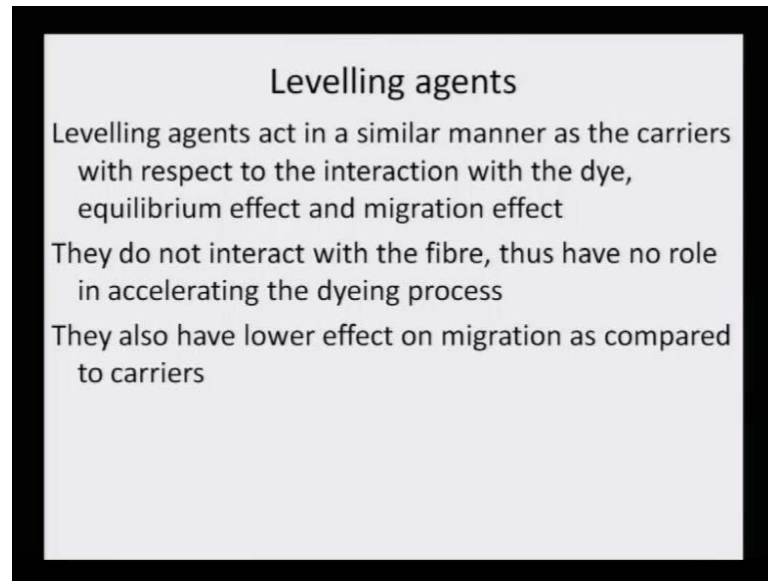 Levelling agents
Levelling agents act in a similar manner as the carriers
with respect to the interaction with the dye,
equilibrium effect and migration effect
They do not interact with the fibre, thus have no role
in accelerating the dyeing process
They also have lower effect on migration as compared
to carriers